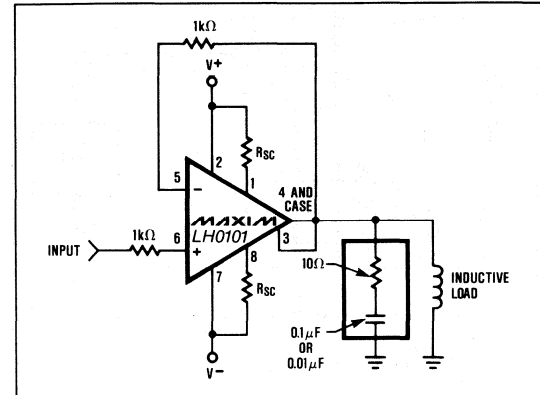 1kΩ
V+
RSC
2
1
5
−
4 AND
CASE
MAXIM
LH0101
3
INPUT
1kΩ
6
+
8
7
RSC
10Ω
INDUCTIVE
LOAD
0.1μF
OR
0.01μF
V−